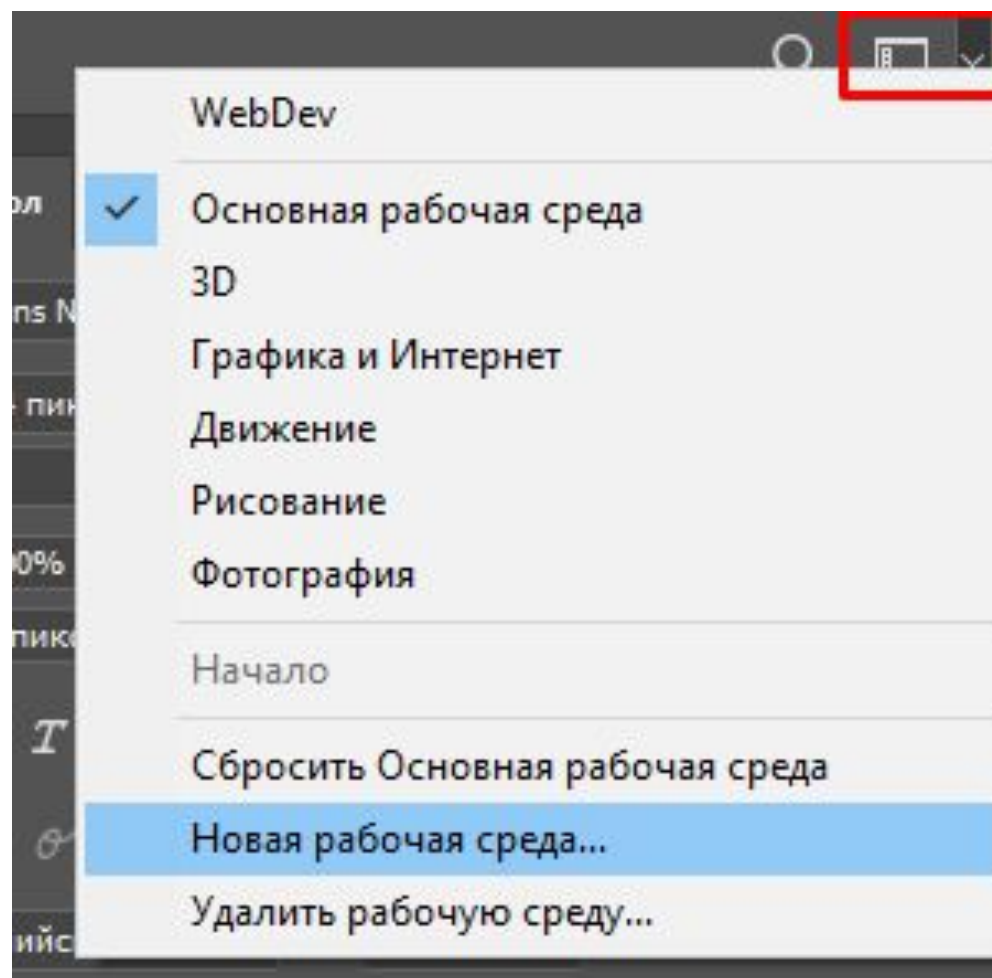 WebDev
Основная рабочая среда
3D
Графика и Интернет
Движение
Рисование
Фотография
Начало
Сбросить Основная рабочая среда
Новая рабочая среда...
Удалить рабочую среду...
00%
T